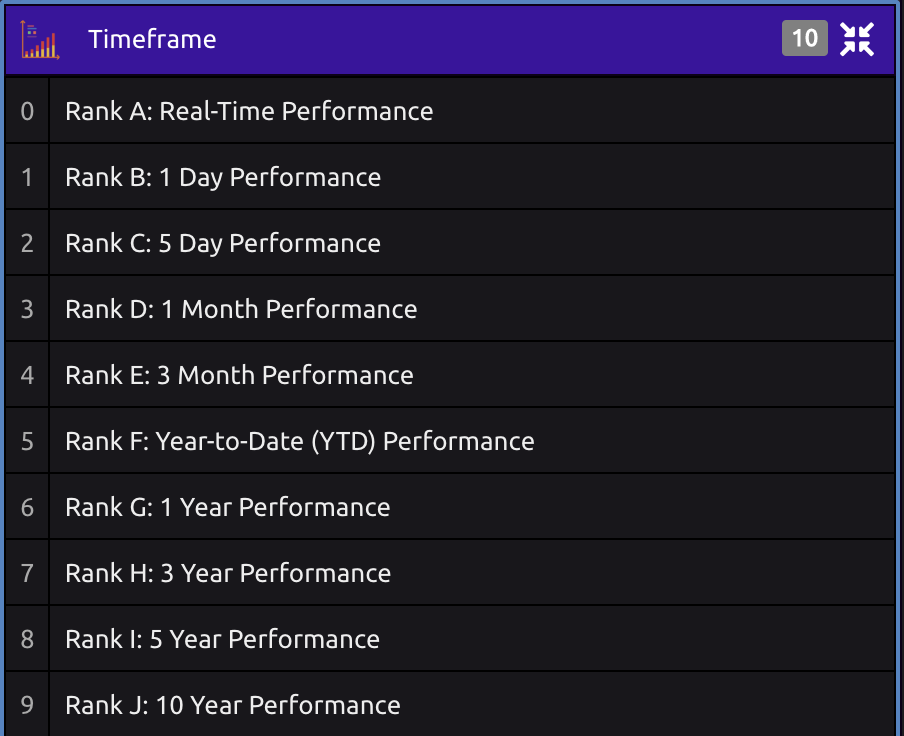 Timeframe 10
0 Rank A: Real-Time Performance
1 Rank B: 1 Day Performance
2 Rank C: 5 Day Performance
3 Rank D: 1 Month Performance
4 Rank E: 3 Month Performance
5 Rank F: Year-to-Date (YTD) Performance
6 Rank G: 1 Year Performance
7 Rank H: 3 Year Performance
8 Rank I: 5 Year Performance
9 Rank J: 10 Year Performance